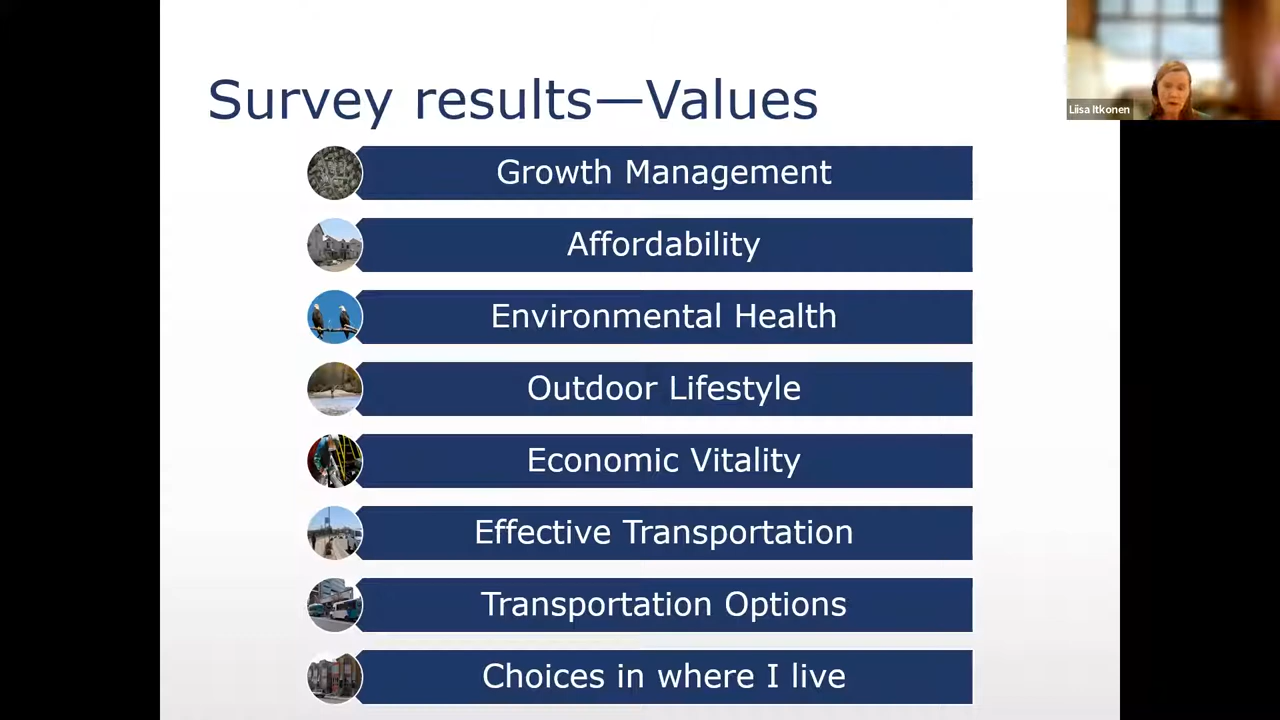 Survey results—Values
Liisa Itkonen
Growth Management
Affordability
Environmental Health
Outdoor Lifestyle
Economic Vitality
Effective Transportation
Transportation Options
Choices in where I live